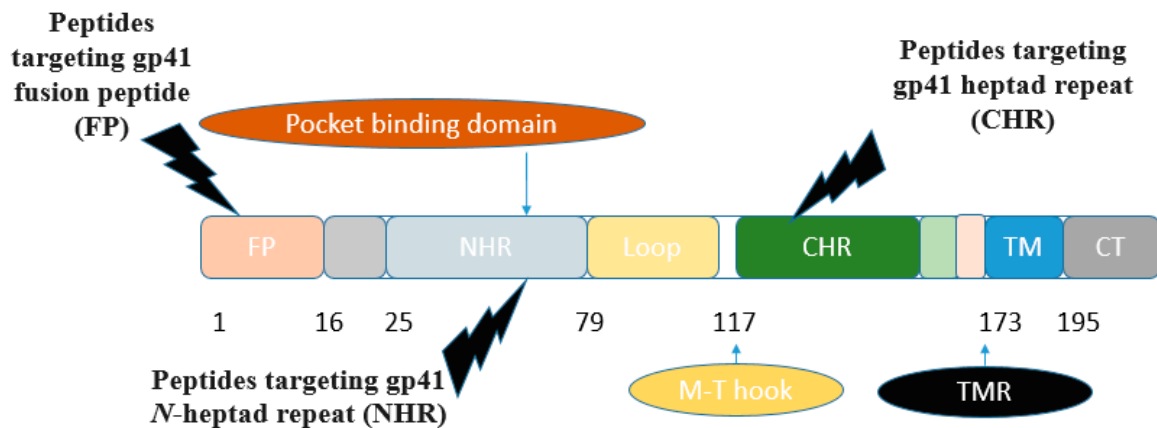 Peptides
targeting gp41
fusion peptide
(FP)
Peptides targeting
gp41 heptad repeat
(CHR)
Pocket binding domain
FP
NHR
Loop
CHR
TM
CT
1
16
25
79
117
173
195
Peptides targeting gp41
N-heptad repeat (NHR)
M-T hook
TMR